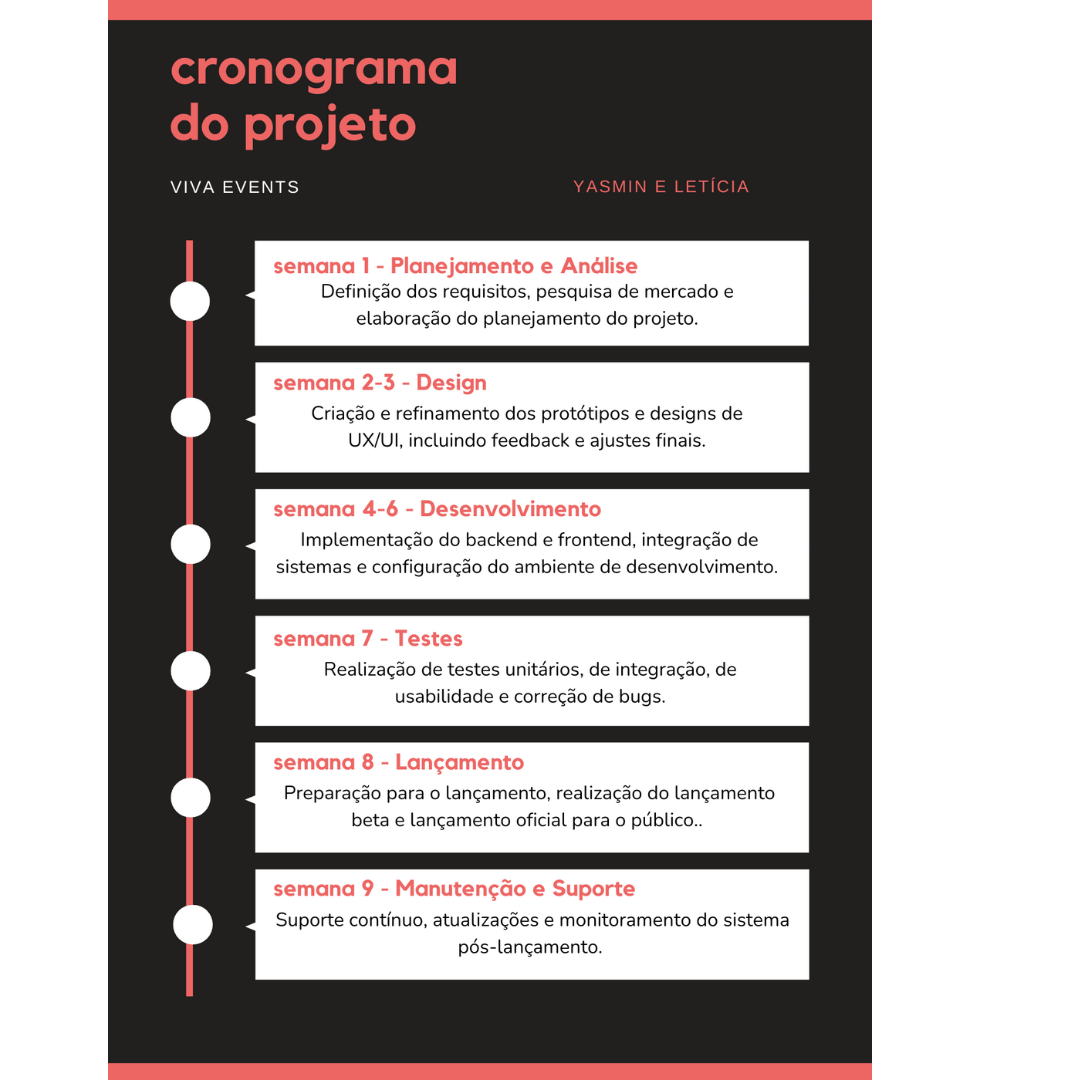 cronograma
do projeto
VIVA EVENTS
YASMIN E LETÍCIA
semana 1 - Planejamento e Análise
Definição dos requisitos, pesquisa de mercado e
elaboração do planejamento do projeto.
semana 2-3 - Design
Criação e refinamento dos protótipos e designs de
UX/UI, incluindo feedback e ajustes finais.
semana 4-6 - Desenvolvimento
Implementação do backend e frontend, integração de
sistemas e configuração do ambiente de desenvolvimento.
semana 7 - Testes
Realização de testes unitários, de integração, de
usabilidade e correção de bugs.
semana 8 - Lançamento
Preparação para o lançamento, realização do lançamento
beta e lançamento oficial para o público..
semana 9 - Manutenção e Suporte
Suporte contínuo, atualizações e monitoramento do sistema
pós-lançamento.